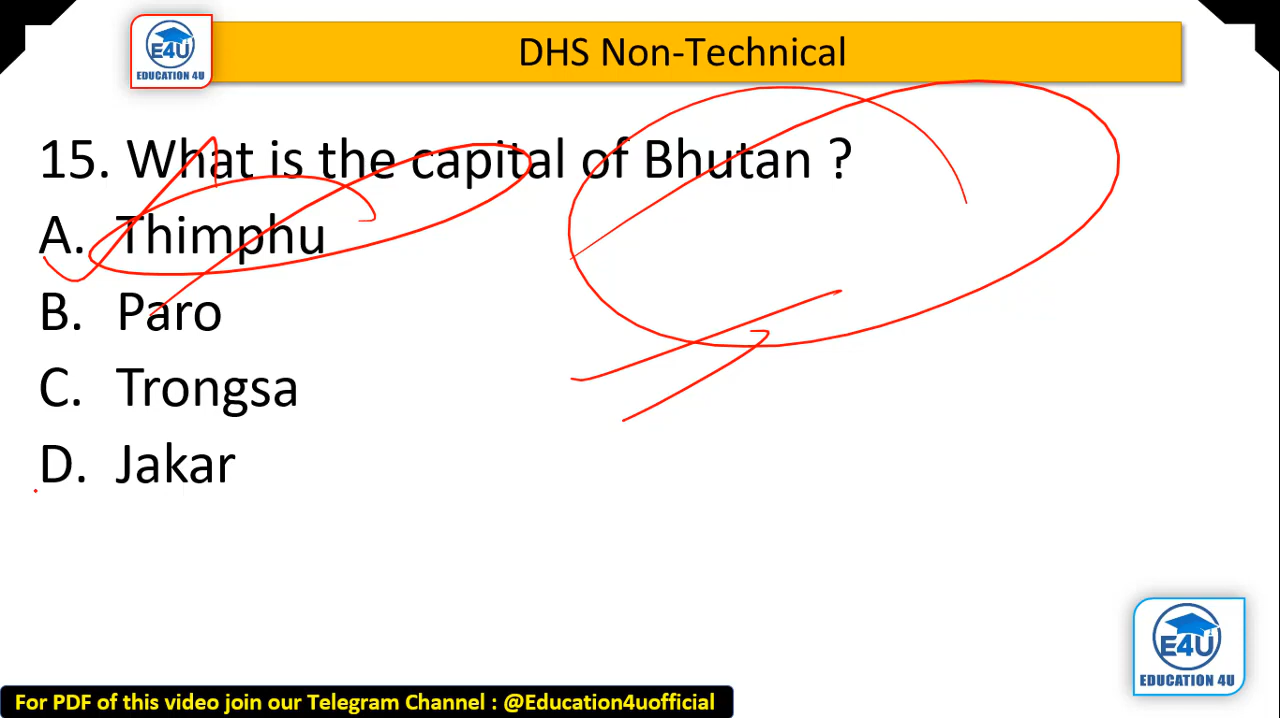 E4U
EDUCATION 4U
DHS Non-Technical
15. What is the capital of Bhutan ?
A. Thimphu
B. Paro
C. Trongsa
D. Jakar
E4U
EDUCATION 4U
For PDF of this video join our Telegram Channel : @Education4uofficial